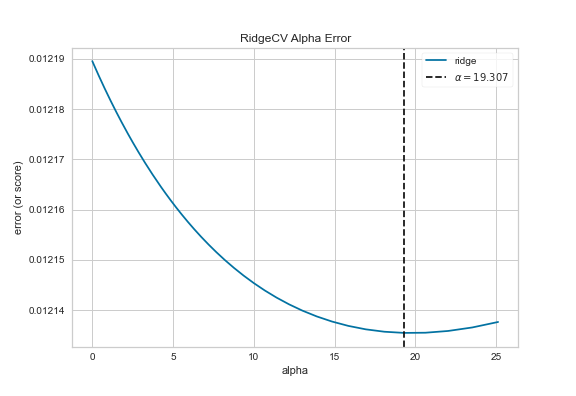 RidgeCV Alpha Error
ridge
α = 19.307
0.01219
0.01218
0.01217
0.01216
0.01215
0.01214
error (or score)
0 5 10 15 20 25
alpha